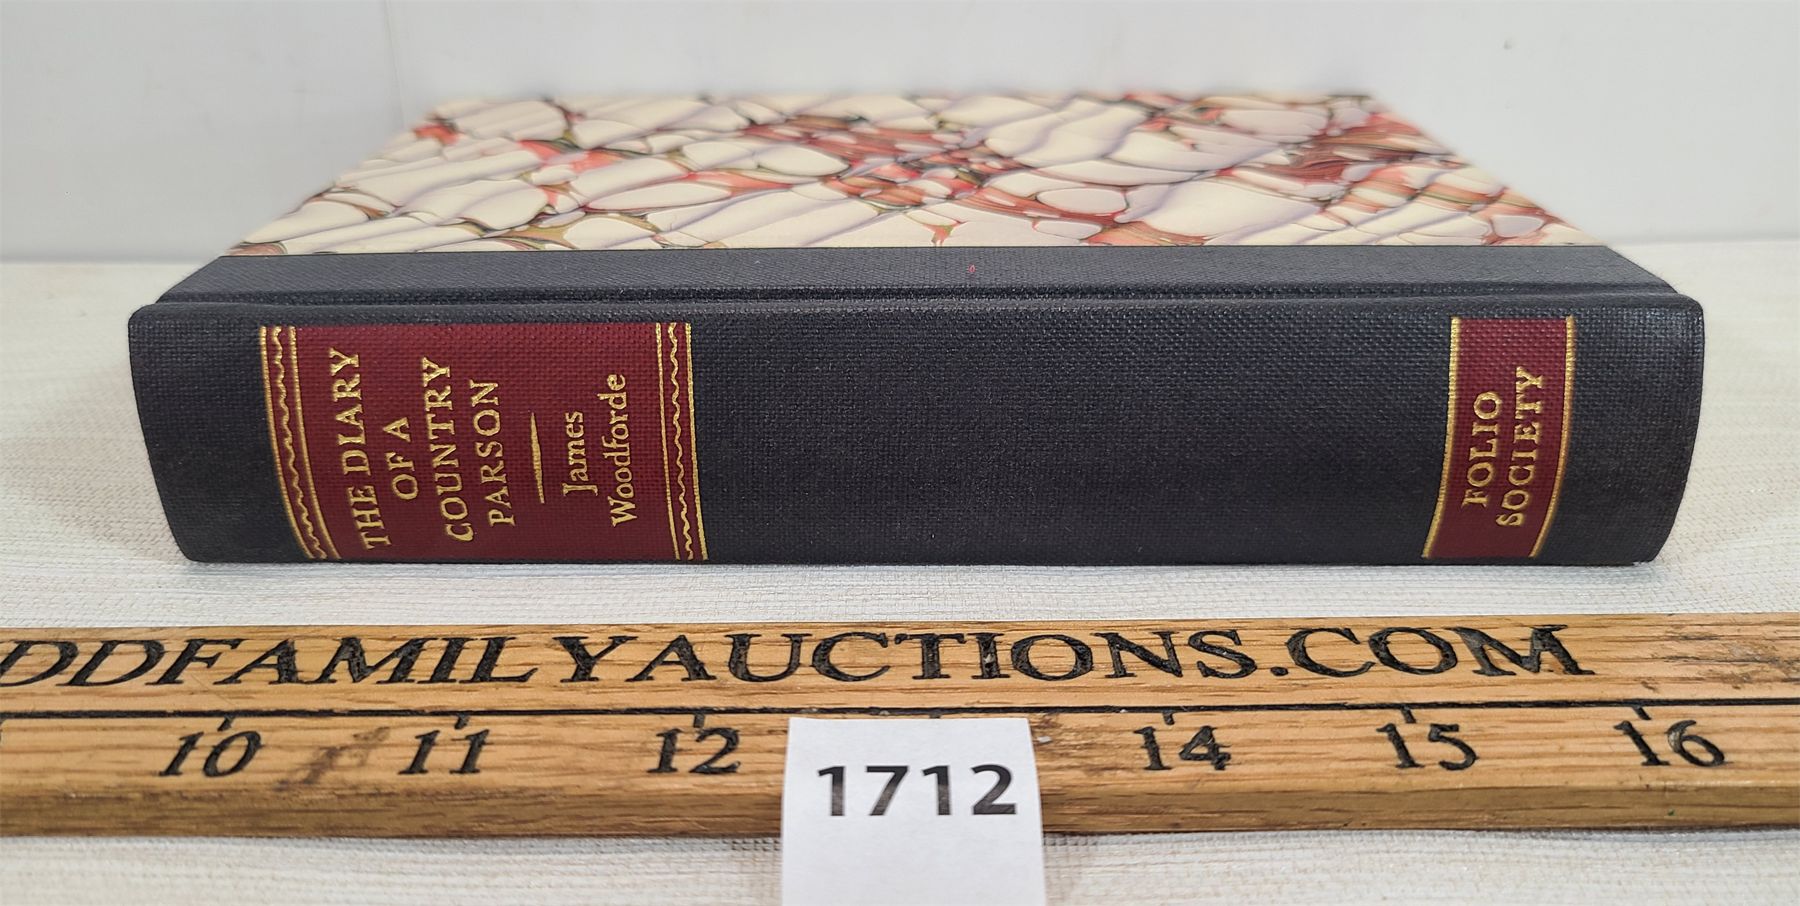 THE DIARY
OF A
COUNTRY
PARSON
James
Woodforde
FOLIO
SOCIETY
DDFAMILYAUCTIONS.COM
10 11 12 14 15 16
1712